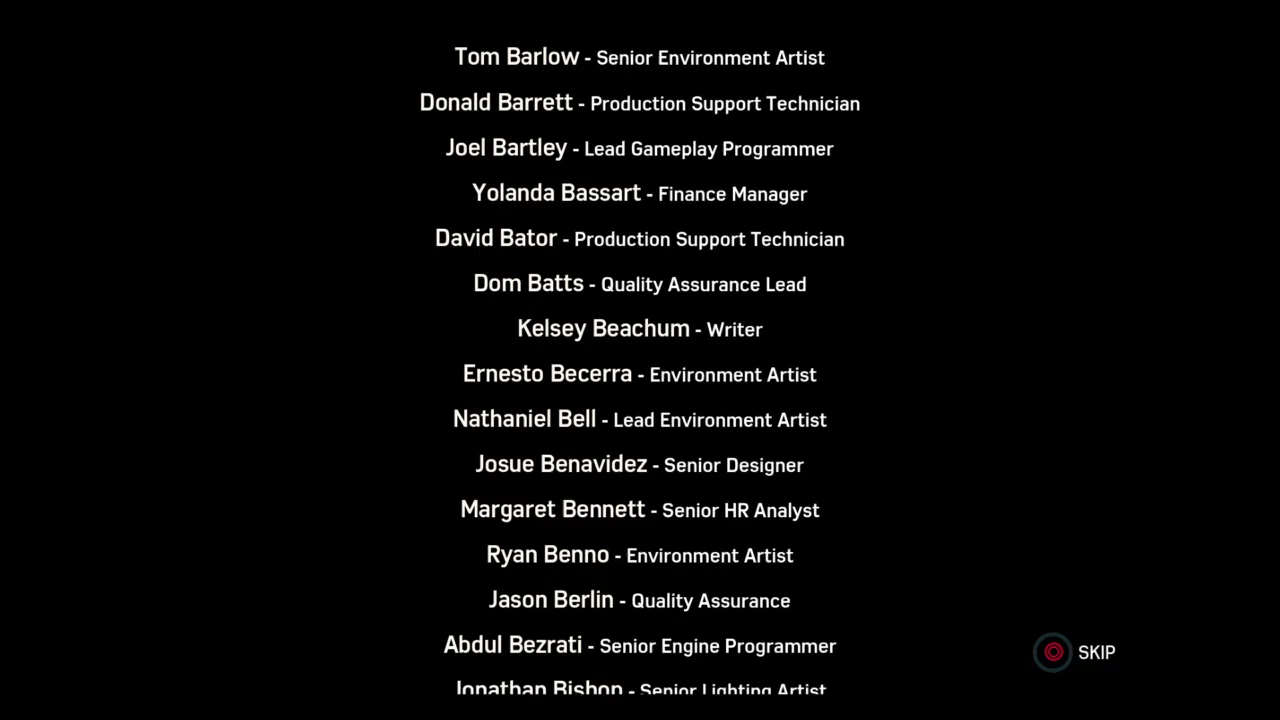 Tom Barlow - Senior Environment Artist
Donald Barrett - Production Support Technician
Joel Bartley - Lead Gameplay Programmer
Yolanda Bassart - Finance Manager
David Bator - Production Support Technician
Dom Batts - Quality Assurance Lead
Kelsey Beachum - Writer
Ernesto Becerra - Environment Artist
Nathaniel Bell - Lead Environment Artist
Josue Benavidez - Senior Designer
Margaret Bennett - Senior HR Analyst
Ryan Benno - Environment Artist
Jason Berlin - Quality Assurance
Abdul Bezrati - Senior Engine Programmer
SKIP
Jonathan Bishop - Senior Lighting Artist